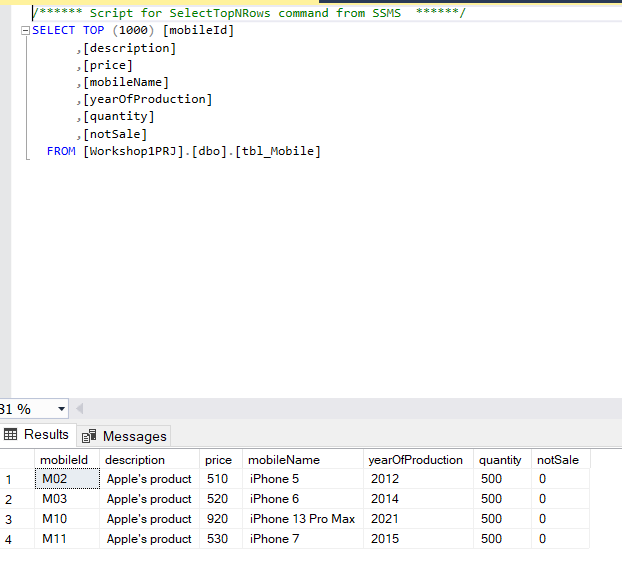 /****** Script for SelectTopNRows command from SSMS  ******/
SELECT TOP (1000) [mobileId]
      ,[description]
      ,[price]
      ,[mobileName]
      ,[yearOfProduction]
      ,[quantity]
      ,[notSale]
  FROM [Workshop1PRJ].[dbo].[tbl_Mobile]
81 %
Results Messages
mobileId description price mobileName yearOfProduction quantity notSale
1 M02 Apple's product 510 iPhone 5 2012 500 0
2 M03 Apple's product 520 iPhone 6 2014 500 0
3 M10 Apple's product 920 iPhone 13 Pro Max 2021 500 0
4 M11 Apple's product 530 iPhone 7 2015 500 0